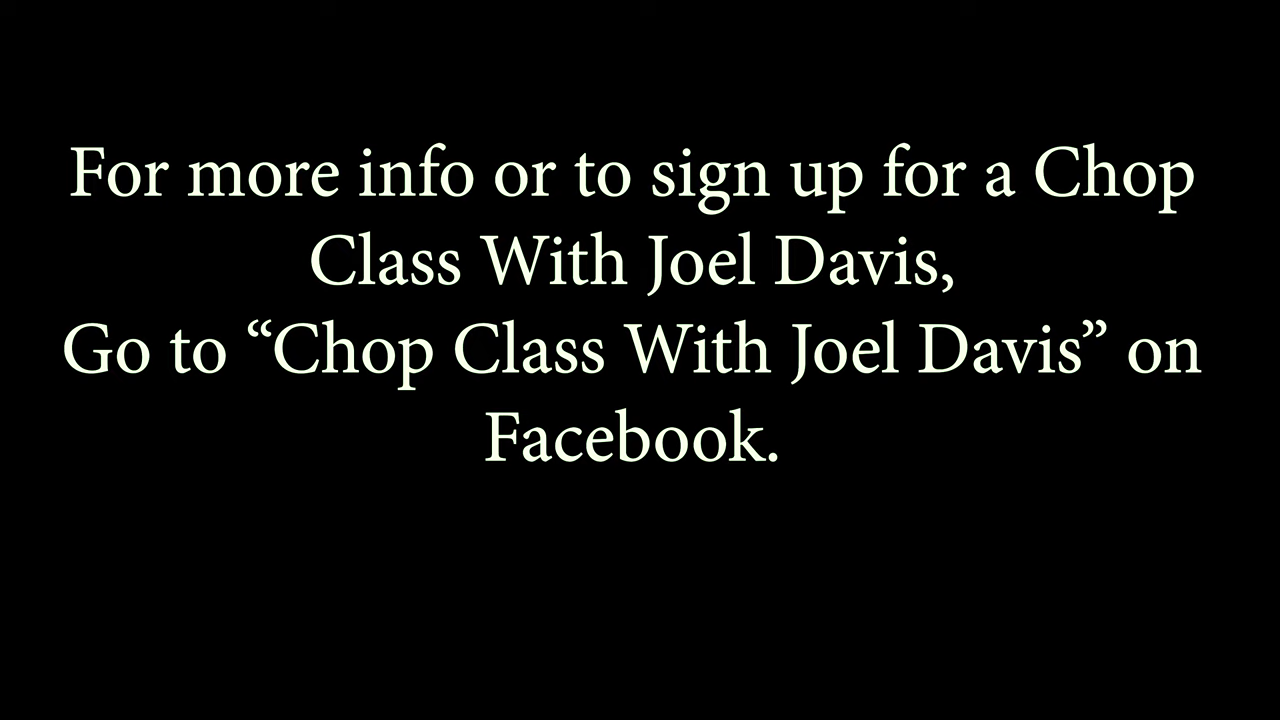 For more info or to sign up for a Chop
Class With Joel Davis,
Go to “Chop Class With Joel Davis” on
Facebook.